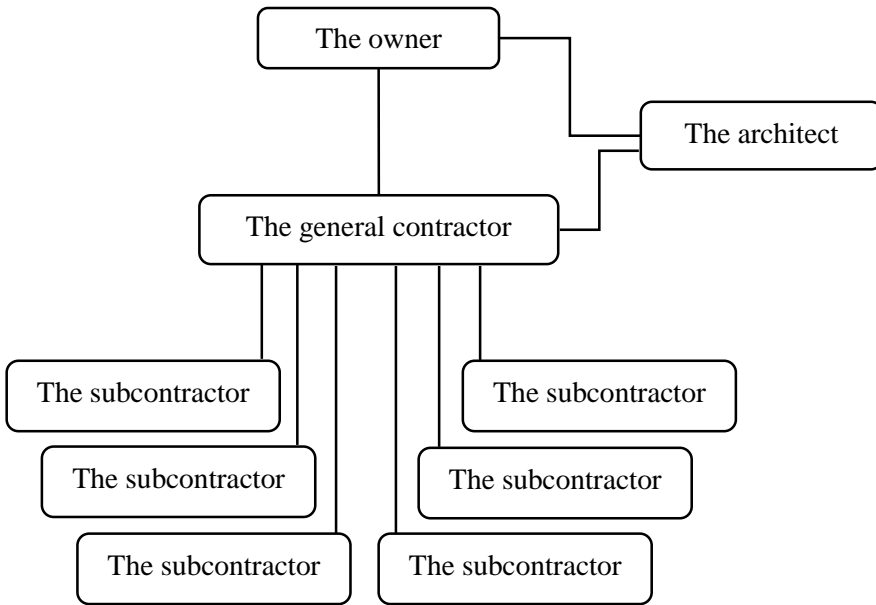 The owner
The architect
The general contractor
The subcontractor
The subcontractor
The subcontractor
The subcontractor
The subcontractor
The subcontractor